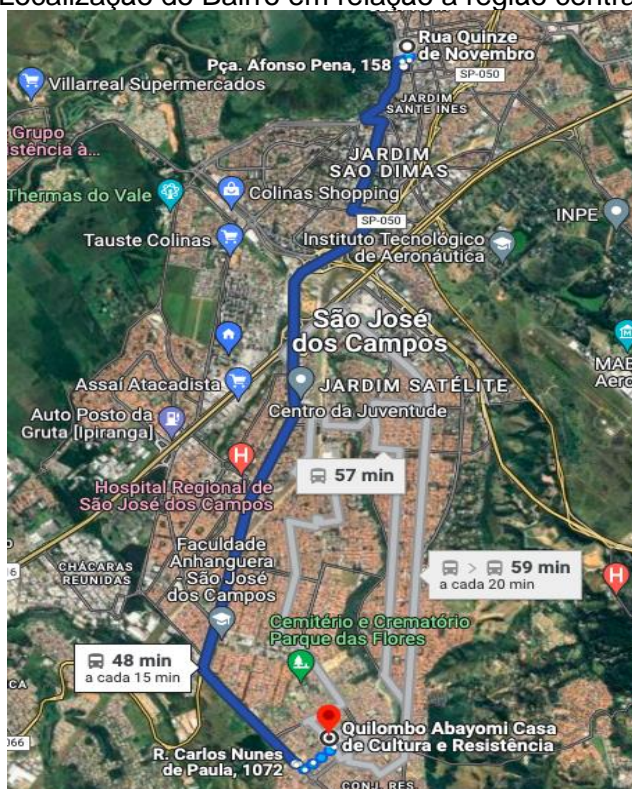 Localização do Bairro em relação a região central
Rua Quinze
de Novembro
Pça. Afonso Pena, 158
SP-050
Villarreal Supermercados
JARDIM
SANTE INES
Grupo
stência à...
JARDIM
SAO DIMAS
Thermas do Vale
Colinas Shopping
SP-050
INPE
Tauste Colinas
Instituto Tecnológico
de Aeronáutica
São José
dos Campos
MAB
Aero
Assaí Atacadista
JARDIM SATÉLITE
Centro da Juventude
Auto Posto da
Gruta [Ipiranga]
57 min
Hospital Regional de
São José dos Campos
Faculdade
Anhanguera
- São José
dos Campos
59 min
a cada 20 min
CHÁCARAS
REUNIDAS
Cemitério e Crematório
Parque das Flores
48 min
a cada 15 min
Quilombo Abayomi Casa
de Cultura e Resistência
R. Carlos Nunes
de Paula, 1072
CONJ. RES.